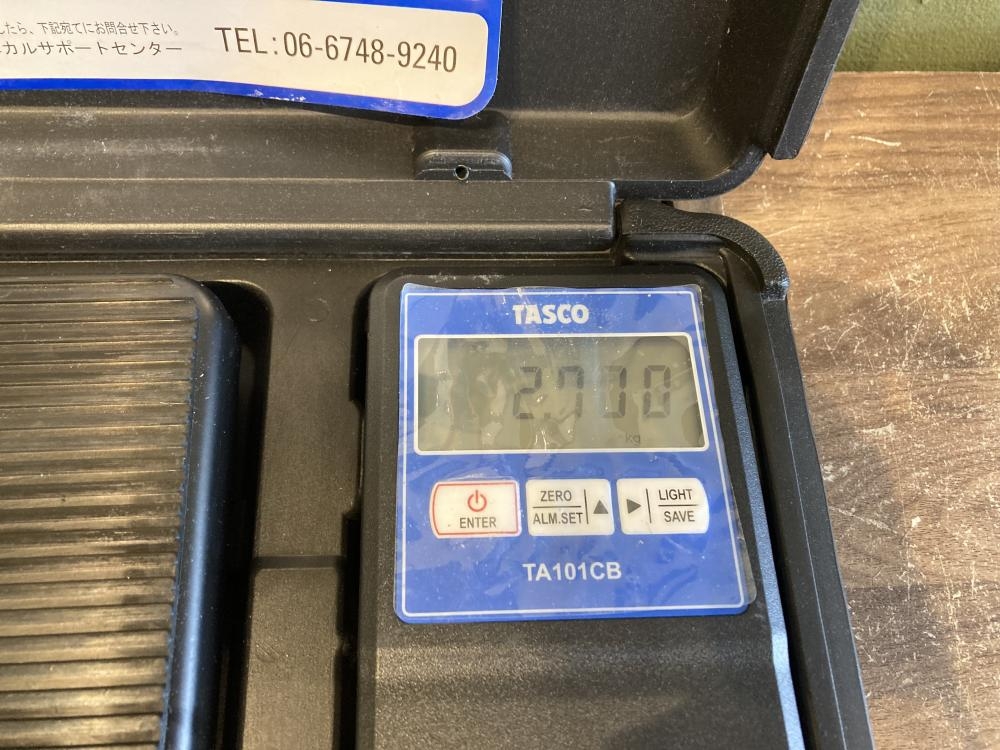 したら、下記宛てにお問合せ下さい。
カルサポートセンター
TEL:06-6748-9240
TASCO
kg
ENTER
ZERO
ALM.SET
LIGHT
SAVE
TA101CB